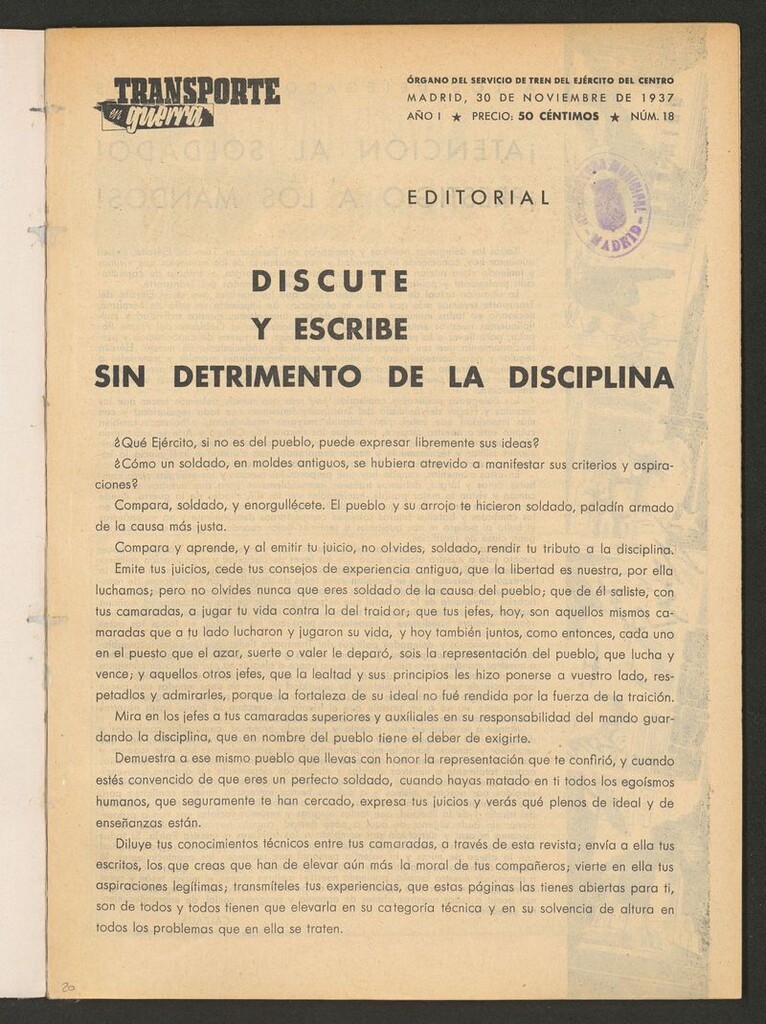 TRANSPORTE
en guerra
ÓRGANO DEL SERVICIO DE TREN DEL EJÉRCITO DEL CENTRO
MADRID, 30 DE NOVIEMBRE DE 1937
AÑO I ★ PRECIO: 50 CÉNTIMOS ★ NÚM. 18
EDITORIAL
MUNICIPAL
- MADRID -
DISCUTE
Y ESCRIBE
SIN DETRIMENTO DE LA DISCIPLINA
¿Qué Ejército, si no es del pueblo, puede expresar libremente sus ideas?
¿Cómo un soldado, en moldes antiguos, se hubiera atrevido a manifestar sus criterios y aspira-
ciones?
Compara, soldado, y enorgullécete. El pueblo y su arrojo te hicieron soldado, paladín armado
de la causa más justa.
Compara y aprende, y al emitir tu juicio, no olvides, soldado, rendir tu tributo a la disciplina.
Emite tus juicios, cede tus consejos de experiencia antigua, que la libertad es nuestra, por ella
luchamos; pero no olvides nunca que eres soldado de la causa del pueblo; que de él saliste, con
tus camaradas, a jugar tu vida contra la del traidor; que tus jefes, hoy, son aquellos mismos ca-
maradas que a tu lado lucharon y jugaron su vida, y hoy también juntos, como entonces, cada uno
en el puesto que el azar, suerte o valer le deparó, sois la representación del pueblo, que lucha y
vence; y aquellos otros jefes, que la lealtad y sus principios les hizo ponerse a vuestro lado, res-
petadlos y admirarles, porque la fortaleza de su ideal no fué rendida por la fuerza de la traición.
Mira en los jefes a tus camaradas superiores y auxíliales en su responsabilidad del mando guar-
dando la disciplina, que en nombre del pueblo tiene el deber de exigirte.
Demuestra a ese mismo pueblo que llevas con honor la representación que te confirió, y cuando
estés convencido de que eres un perfecto soldado, cuando hayas matado en ti todos los egoísmos
humanos, que seguramente te han cercado, expresa tus juicios y verás qué plenos de ideal y de
enseñanzas están.
Diluye tus conocimientos técnicos entre tus camaradas, a través de esta revista; envía a ella tus
escritos, los que creas que han de elevar aún más la moral de tus compañeros; vierte en ella tus
aspiraciones legítimas; transmíteles tus experiencias, que estas páginas las tienes abiertas para ti,
son de todos y todos tienen que elevarla en su categoría técnica y en su solvencia de altura en
todos los problemas que en ella se traten.
20